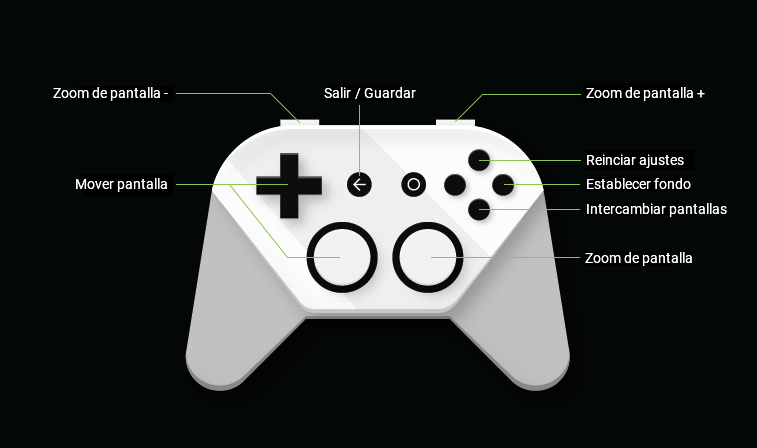 Zoom de pantalla -
Salir / Guardar
Zoom de pantalla +
Reinciar ajustes
Mover pantalla
Establecer fondo
Intercambiar pantallas
Zoom de pantalla